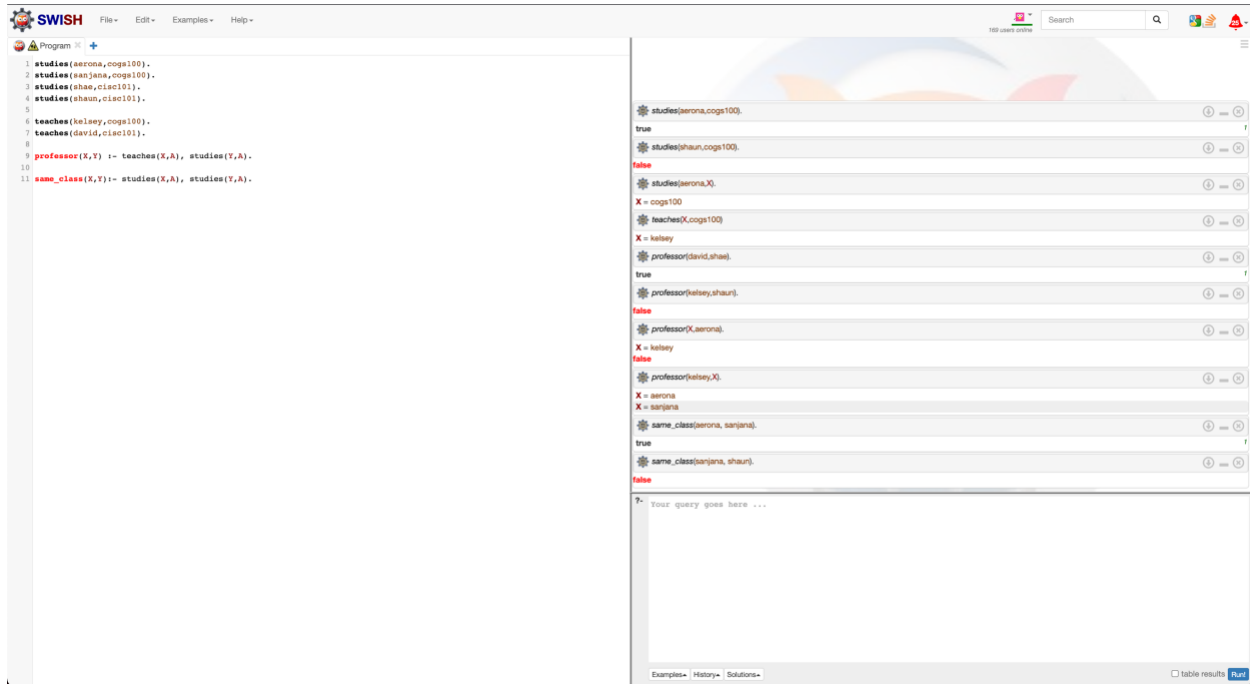 SWISH File Edit Examples Help
users online Search 25
Program
1 studies(aerona,cogs100).
2 studies(sanjana,cogs100).
3 studies(shae,cisc101).
4 studies(shaun,cisc101).
5
6 teaches(kelsey,cogs100).
7 teaches(david,cisc101).
8
9 professor(X,Y) :- teaches(X,A), studies(Y,A).
10
11 same_class(X,Y):- studies(X,A), studies(Y,A).
studies(aerona,cogs100).
true 1
studies(shaun,cogs100).
false
studies(aerona,X).
X = cogs100
teaches(X,cogs100)
X = kelsey
professor(david,shae).
true 1
professor(kelsey,shaun).
false
professor(X,aerona).
X = kelsey
false
professor(kelsey,X).
X = aerona
X = sanjana
same_class(aerona, sanjana).
true 1
same_class(sanjana, shaun).
false
?- Your query goes here ...
Examples History Solutions table results Run!